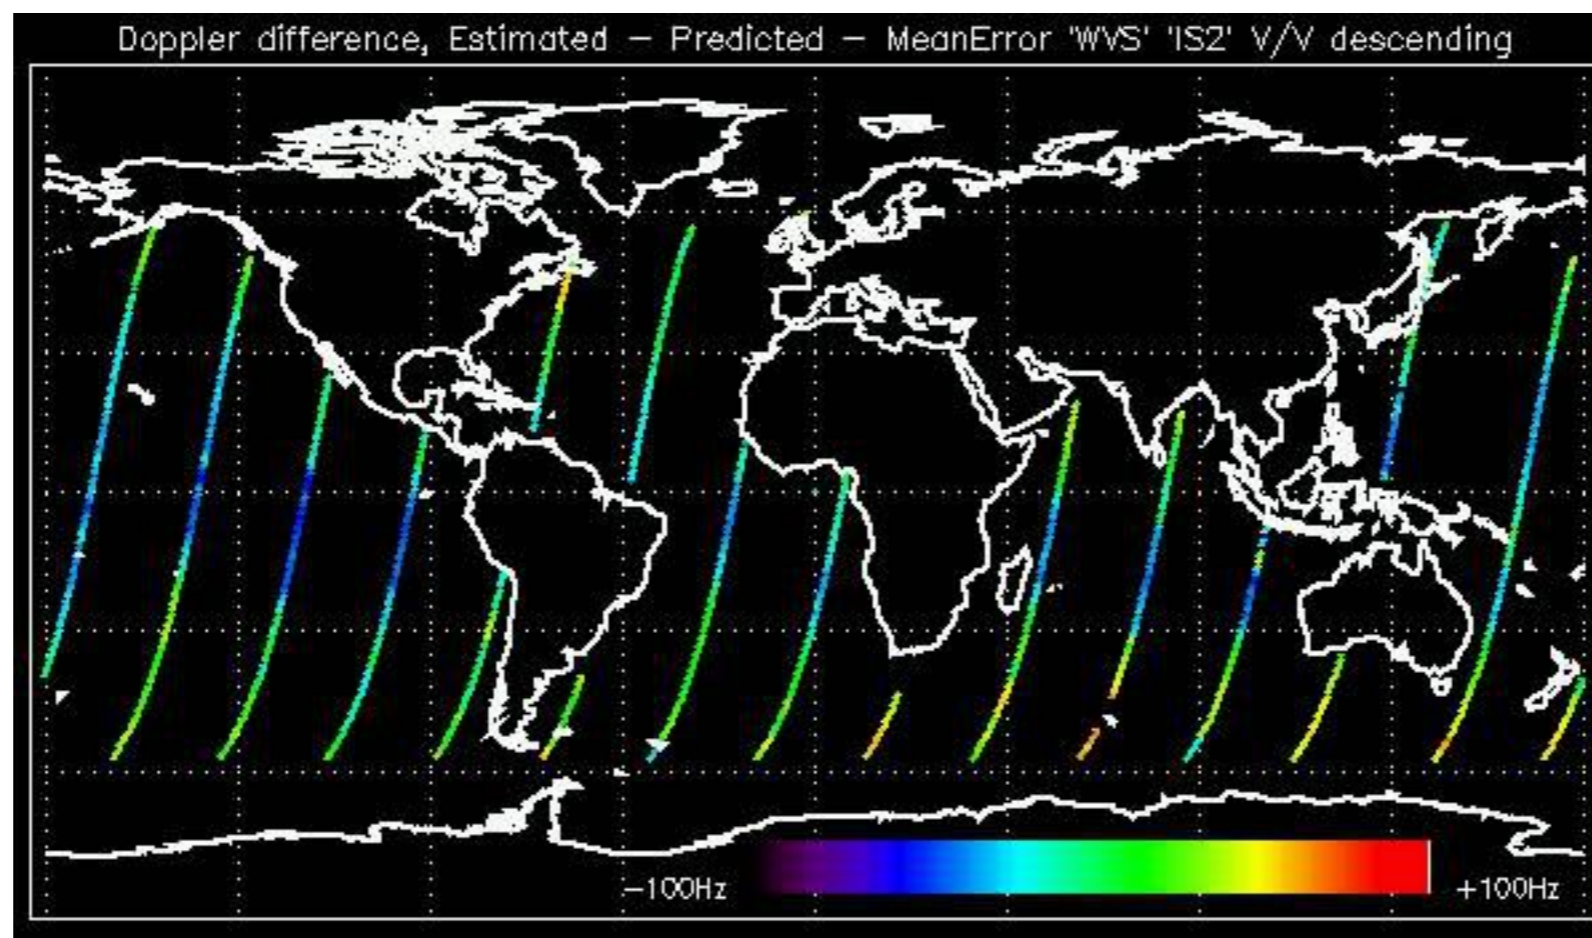 Doppler difference, Estimated – Predicted – MeanError 'WVS' 'IS2' V/V descending
–100Hz +100Hz